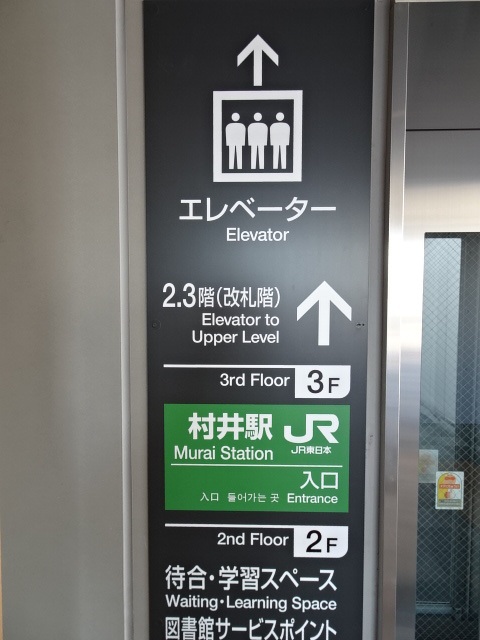 エレベーター
Elevator
2.3階（改札階）
Elevator to
Upper Level
3rd Floor 3F
村井駅 JR
Murai Station JR東日本
入口
入口 들어가는 곳 Entrance
2nd Floor 2F
待合・学習スペース
Waiting・Learning Space
図書館サービスポイント